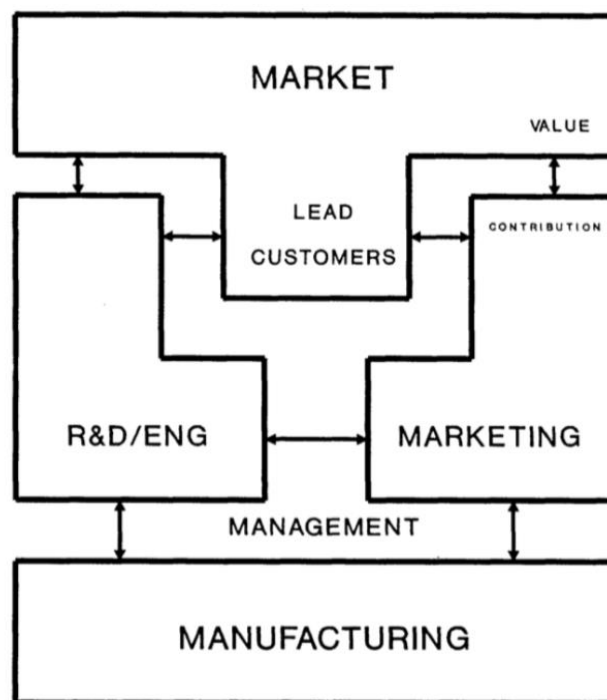 MARKET
VALUE
LEAD
CUSTOMERS
CONTRIBUTION
R&D/ENG
MARKETING
MANAGEMENT
MANUFACTURING